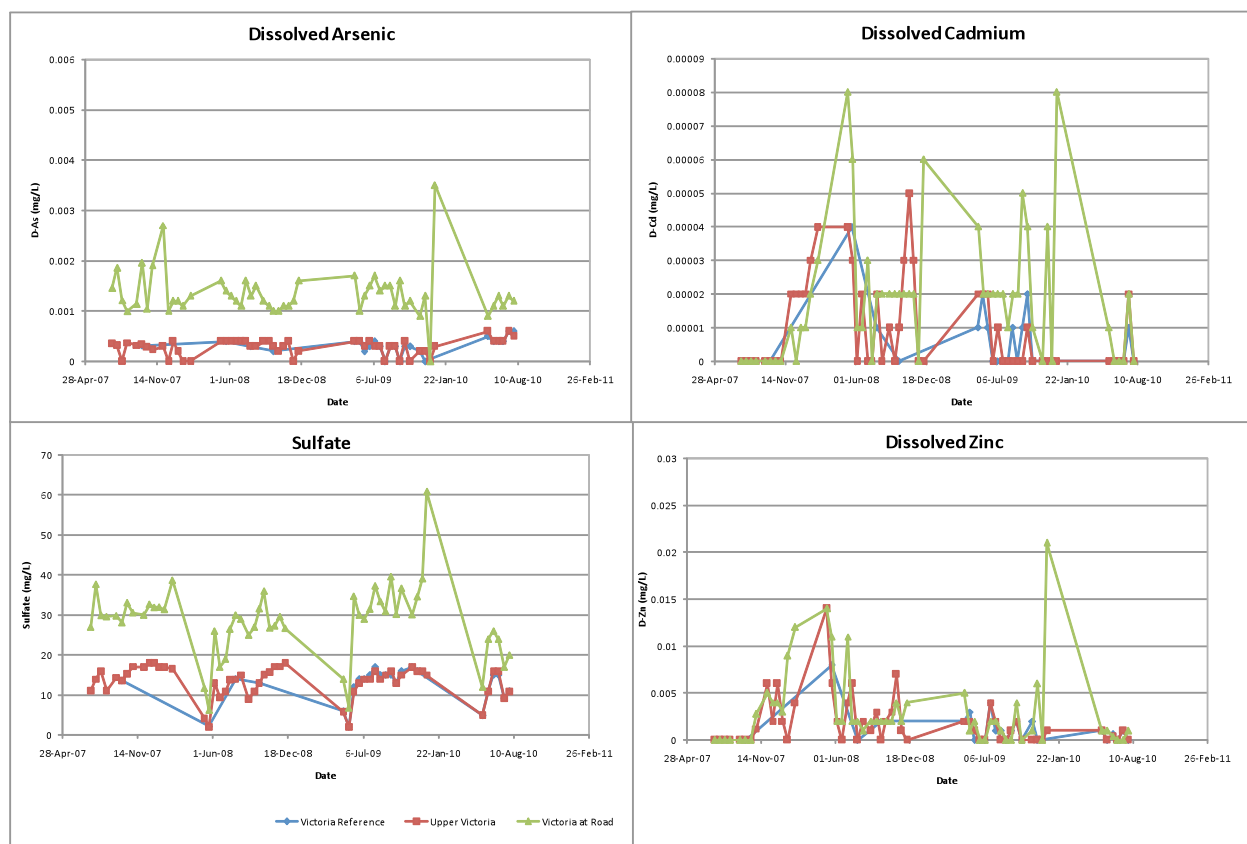 Dissolved Arsenic
0.006
0.005
0.004
0.003
0.002
0.001
0
D-As (mg/L)
28-Apr-07 14-Nov-07 1-Jun-08 18-Dec-08 6-Jul-09 22-Jan-10 10-Aug-10 26-Feb-11
Date
Dissolved Cadmium
0.00009
0.00008
0.00007
0.00006
0.00005
0.00004
0.00003
0.00002
0.00001
0
D-Cd (mg/L)
28-Apr-07 14-Nov-07 01-Jun-08 18-Dec-08 06-Jul-09 22-Jan-10 10-Aug-10 26-Feb-11
Date
Sulfate
70
60
50
40
30
20
10
0
Sulfate (mg/L)
28-Apr-07 14-Nov-07 1-Jun-08 18-Dec-08 6-Jul-09 22-Jan-10 10-Aug-10 26-Feb-11
Date
Victoria Reference Upper Victoria Victoria at Road
Dissolved Zinc
0.03
0.025
0.02
0.015
0.01
0.005
0
D-Zn (mg/L)
28-Apr-07 14-Nov-07 01-Jun-08 18-Dec-08 06-Jul-09 22-Jan-10 10-Aug-10 26-Feb-11
Date